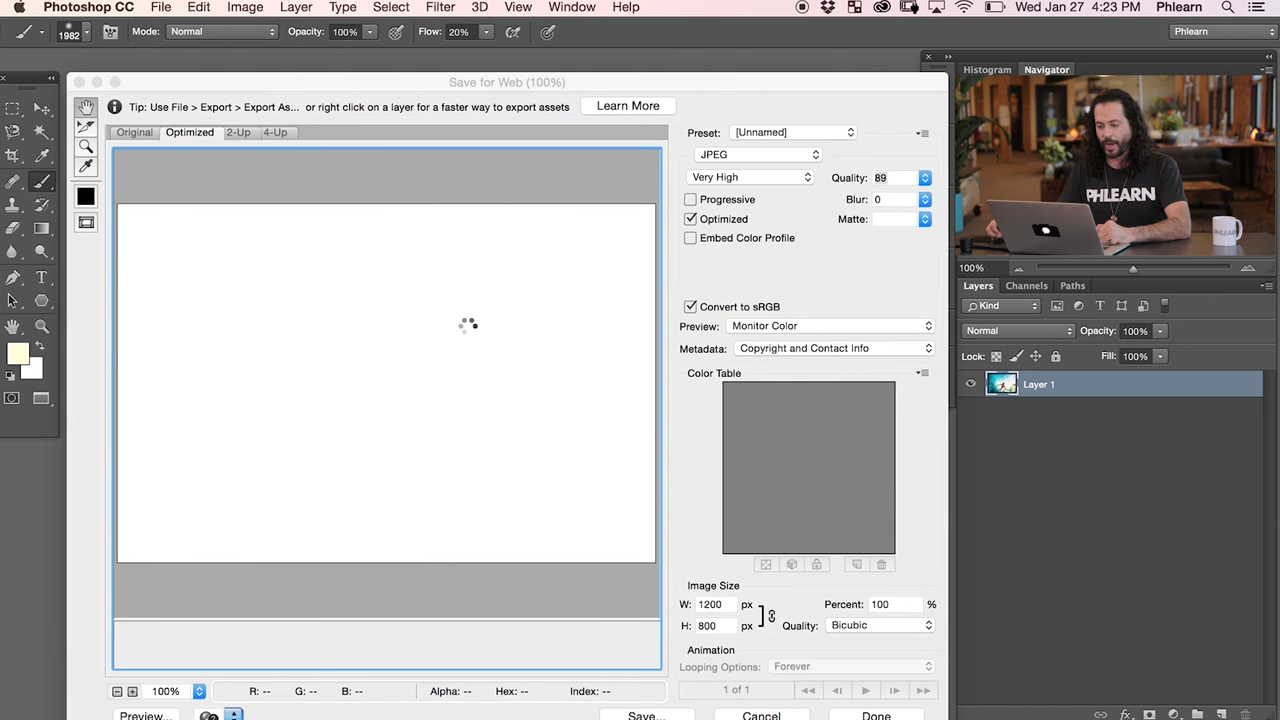 Photoshop CC File Edit Image Layer Type Select Filter 3D View Window Help Wed Jan 27 4:23 PM Phlearn
1982 Mode: Normal Opacity: 100% Flow: 20% Phlearn
Save for Web (100%)
Histogram Navigator
Tip: Use File > Export > Export As... or right click on a layer for a faster way to export assets Learn More
Original Optimized 2-Up 4-Up
Preset: [Unnamed]
JPEG
Very High Quality: 89
Progressive Blur: 0
Optimized Matte:
Embed Color Profile
PHLEARN
PHLEARN
100%
Layers Channels Paths
Kind
Normal Opacity: 100%
Lock: Fill: 100%
Layer 1
Convert to sRGB
Preview: Monitor Color
Metadata: Copyright and Contact Info
Color Table
Image Size
W: 1200 px Percent: 100 %
H: 800 px Quality: Bicubic
Animation
Looping Options: Forever
1 of 1
100% R: -- G: -- B: -- Alpha: -- Hex: -- Index: --
Preview... Save... Cancel Done